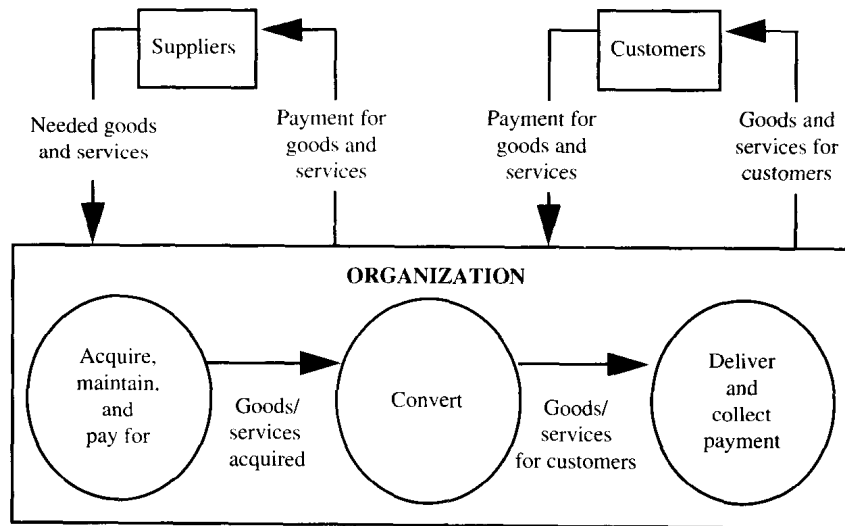 Suppliers
Customers
Needed goods
and services
Payment for
goods and
services
Payment for
goods and
services
Goods and
services for
customers
ORGANIZATION
Acquire,
maintain,
and
pay for
Goods/
services
acquired
Convert
Goods/
services
for customers
Deliver
and
collect
payment